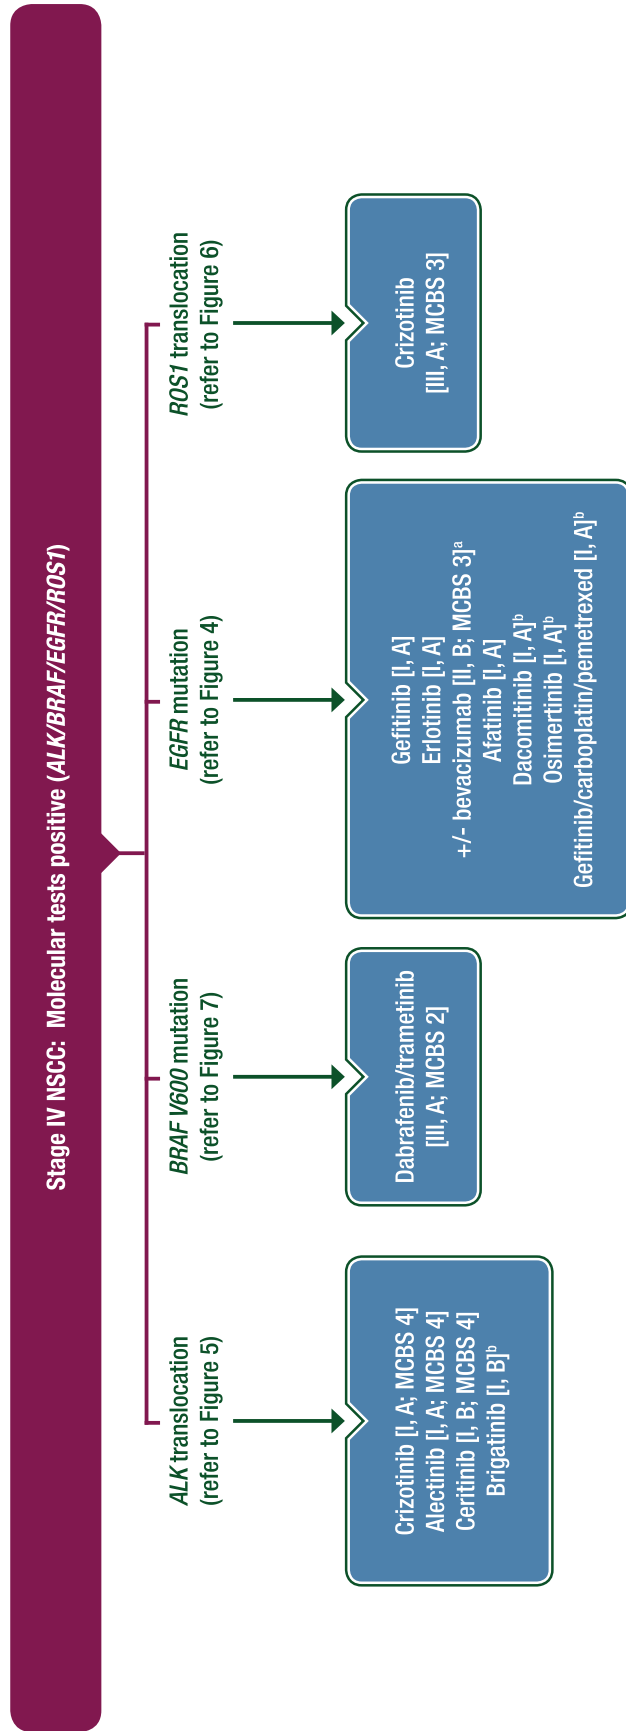 Stage IV NSCC: Molecular tests positive (ALK/BRAF/EGFR/ROS1)
ALK translocation
(refer to Figure 5)
Crizotinib [I, A; MCBS 4]
Alectinib [I, A; MCBS 4]
Ceritinib [I, B; MCBS 4]
Brigatinib [I, B]ᵇ
BRAF V600 mutation
(refer to Figure 7)
Dabrafenib/trametinib
[III, A; MCBS 2]
EGFR mutation
(refer to Figure 4)
Gefitinib [I, A]
Erlotinib [I, A]
+/- bevacizumab [II, B; MCBS 3]ᵃ
Afatinib [I, A]
Dacomitinib [I, A]ᵇ
Osimertinib [I, A]ᵇ
Gefitinib/carboplatin/pemetrexed [I, A]ᵇ
ROS1 translocation
(refer to Figure 6)
Crizotinib
[III, A; MCBS 3]